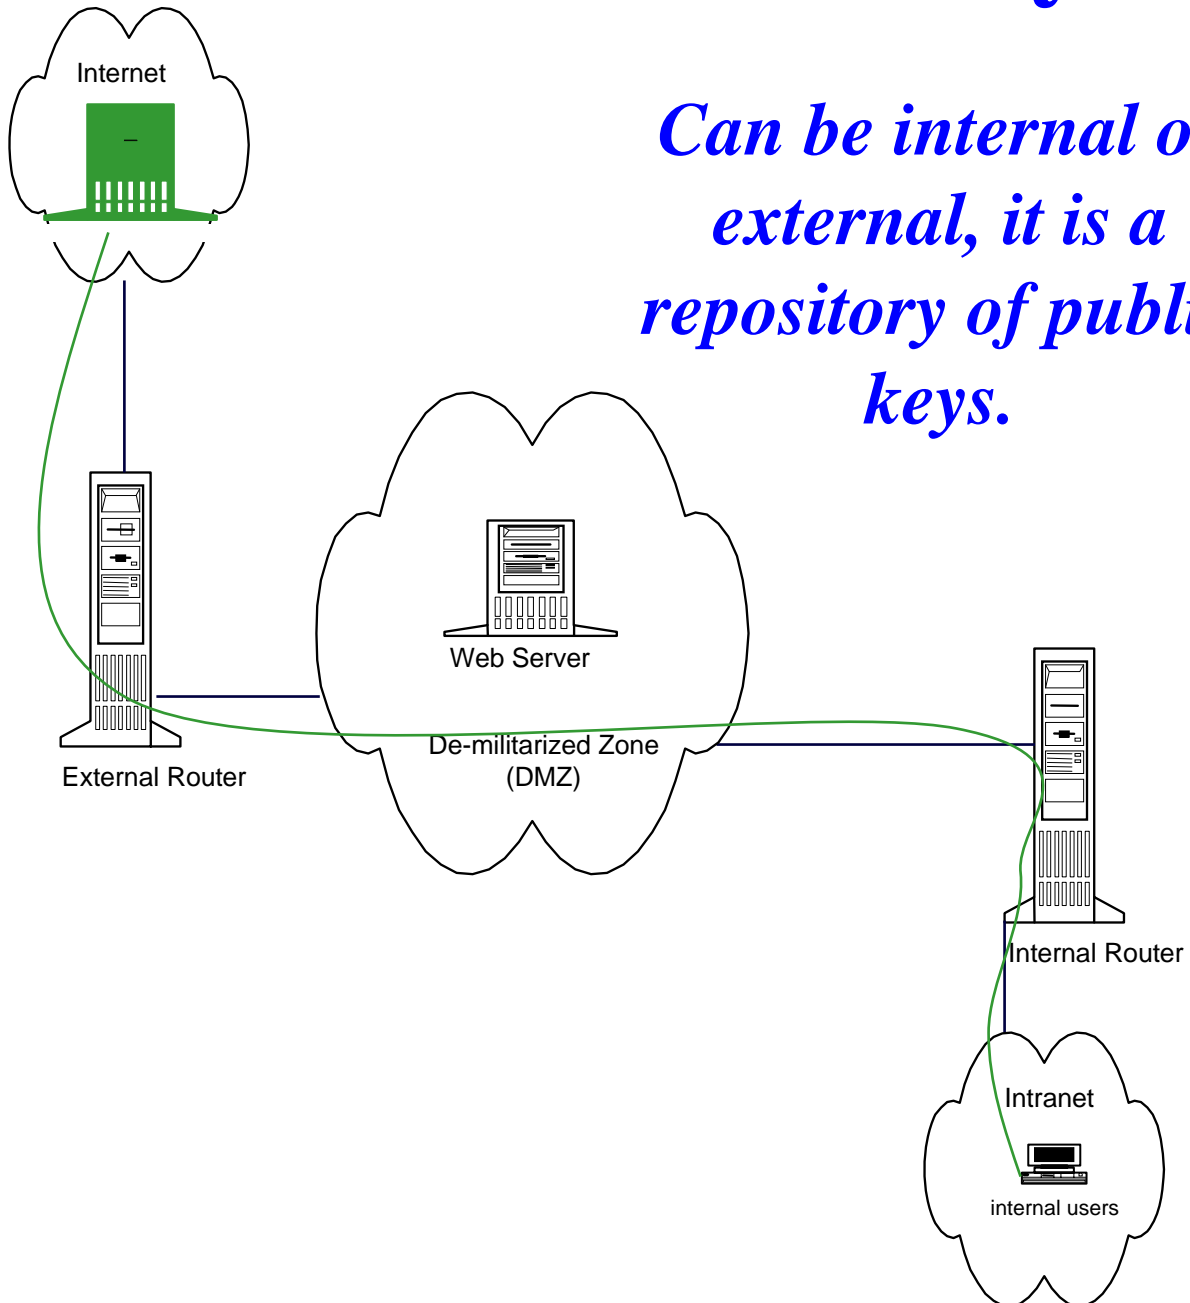 Internet
Can be internal o
external, it is a
repository of publi
keys.
Web Server
De-militarized Zone
(DMZ)
External Router
Internal Router
Intranet
internal users